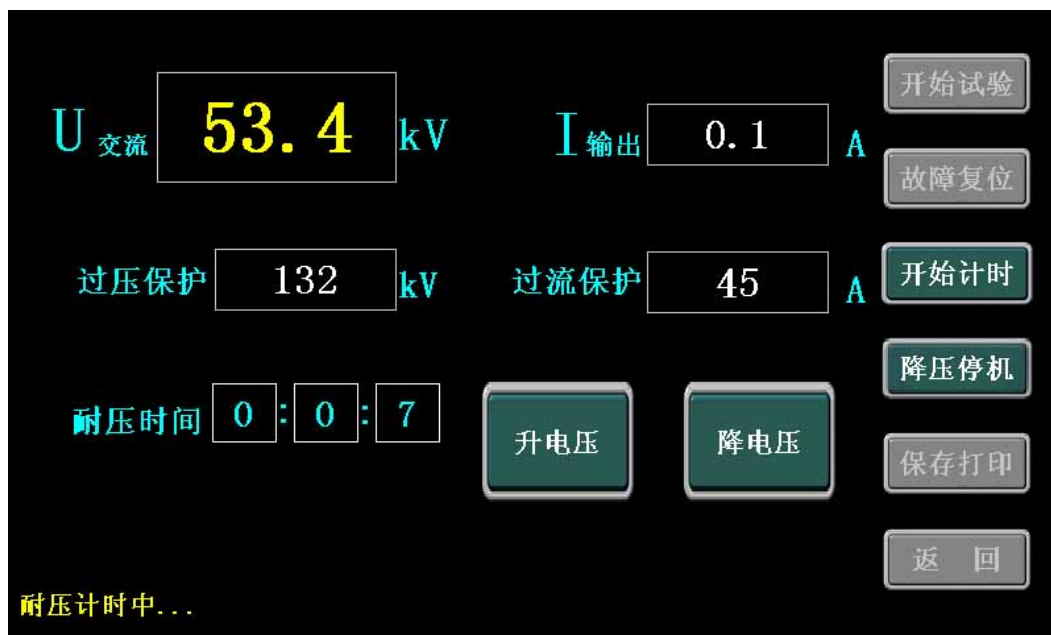 U 交流 53.4 kV I 输出 0.1 A
开始试验
故障复位
过压保护 132 kV 过流保护 45 A
开始计时
降压停机
耐压时间 0 : 0 : 7 升电压 降电压
保存打印
返 回
耐压计时中...